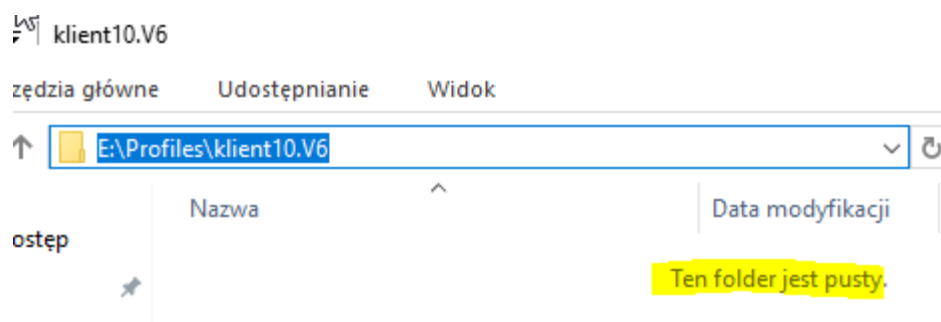 klient10.V6
zędzia główne Udostępnianie Widok
E:\Profiles\klient10.V6
Nazwa Data modyfikacji
ostęp
Ten folder jest pusty.